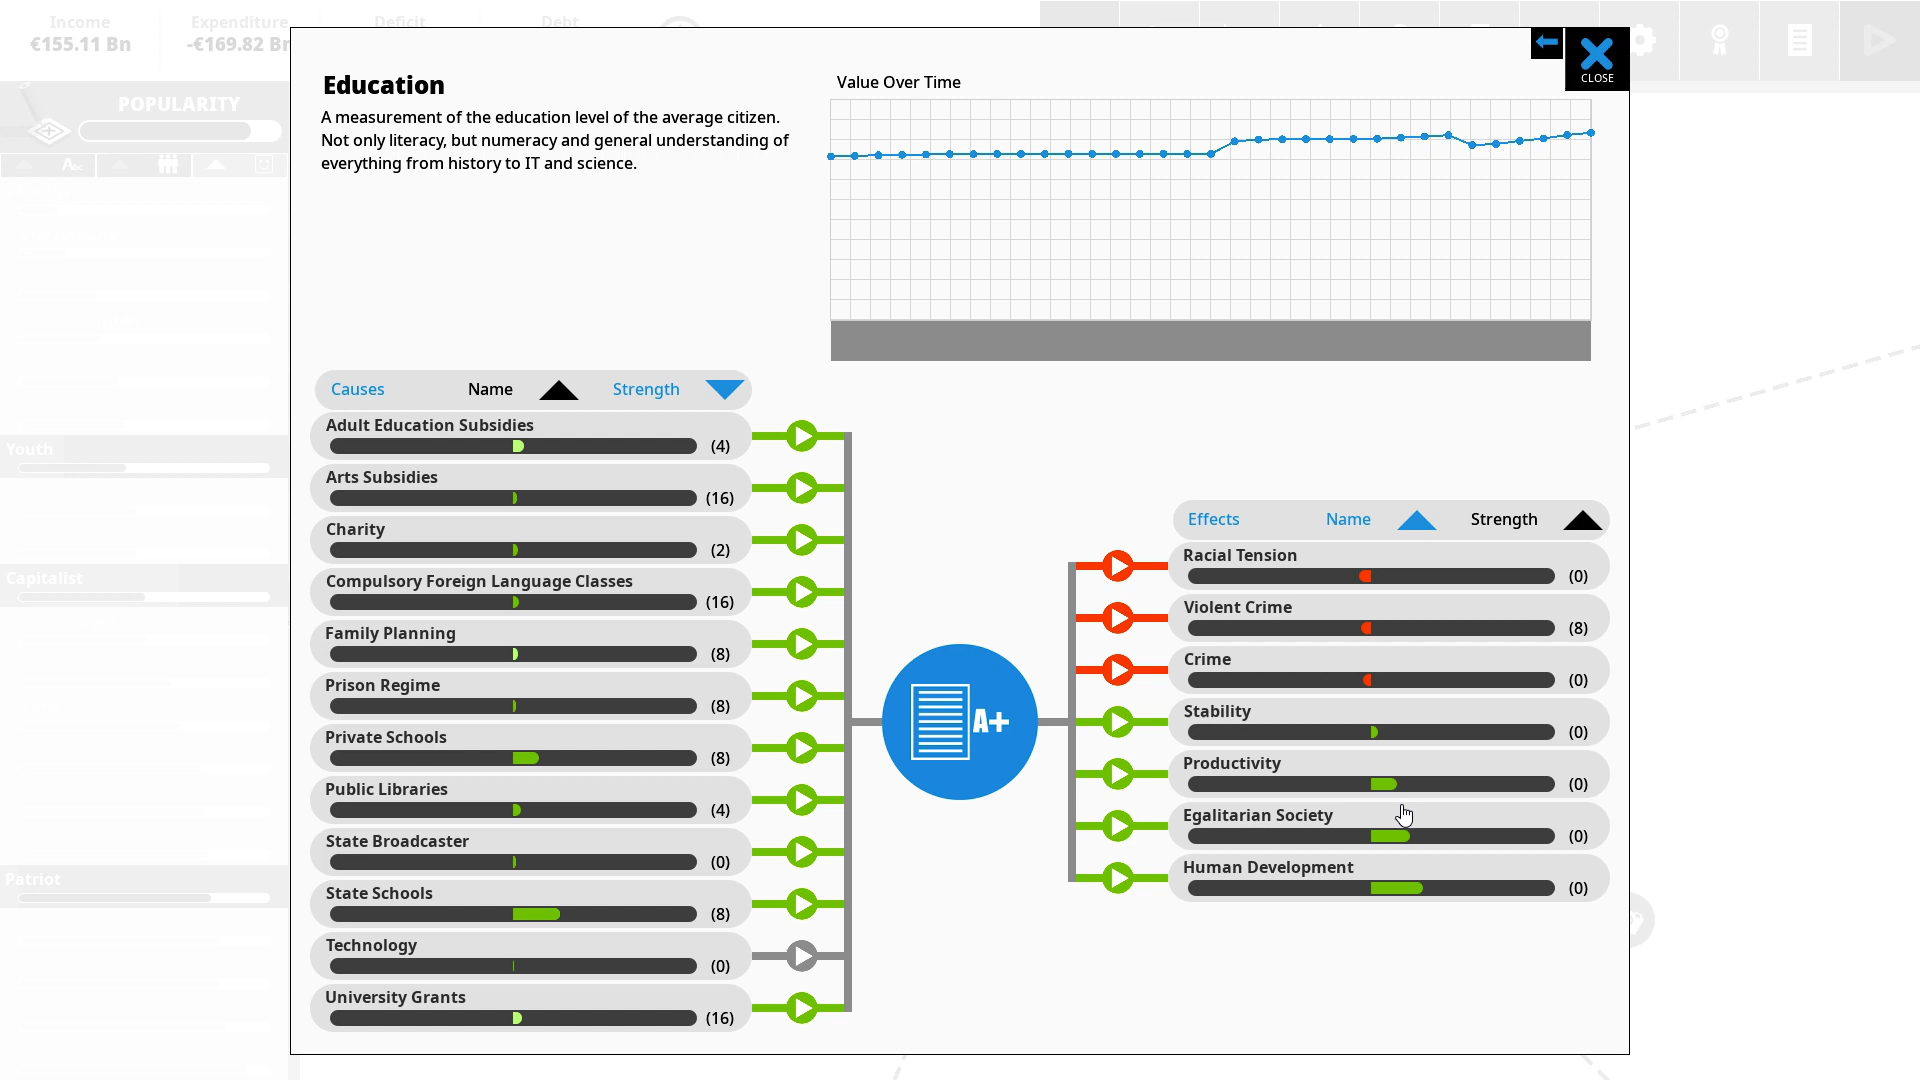 Income
Expenditure
Deficit
Debt
€155.11 Bn
-€169.82 Bn
POPULARITY
Youth
Capitalist
Patriot
CLOSE
Education
A measurement of the education level of the average citizen.
Not only literacy, but numeracy and general understanding of
everything from history to IT and science.
Value Over Time
Causes Name Strength
Adult Education Subsidies
(4)
Arts Subsidies
(16)
Charity
(2)
Compulsory Foreign Language Classes
(16)
Family Planning
(8)
Prison Regime
(8)
Private Schools
(8)
Public Libraries
(4)
State Broadcaster
(0)
State Schools
(8)
Technology
(0)
University Grants
(16)
A+
Effects Name Strength
Racial Tension
(0)
Violent Crime
(8)
Crime
(0)
Stability
(0)
Productivity
(0)
Egalitarian Society
(0)
Human Development
(0)